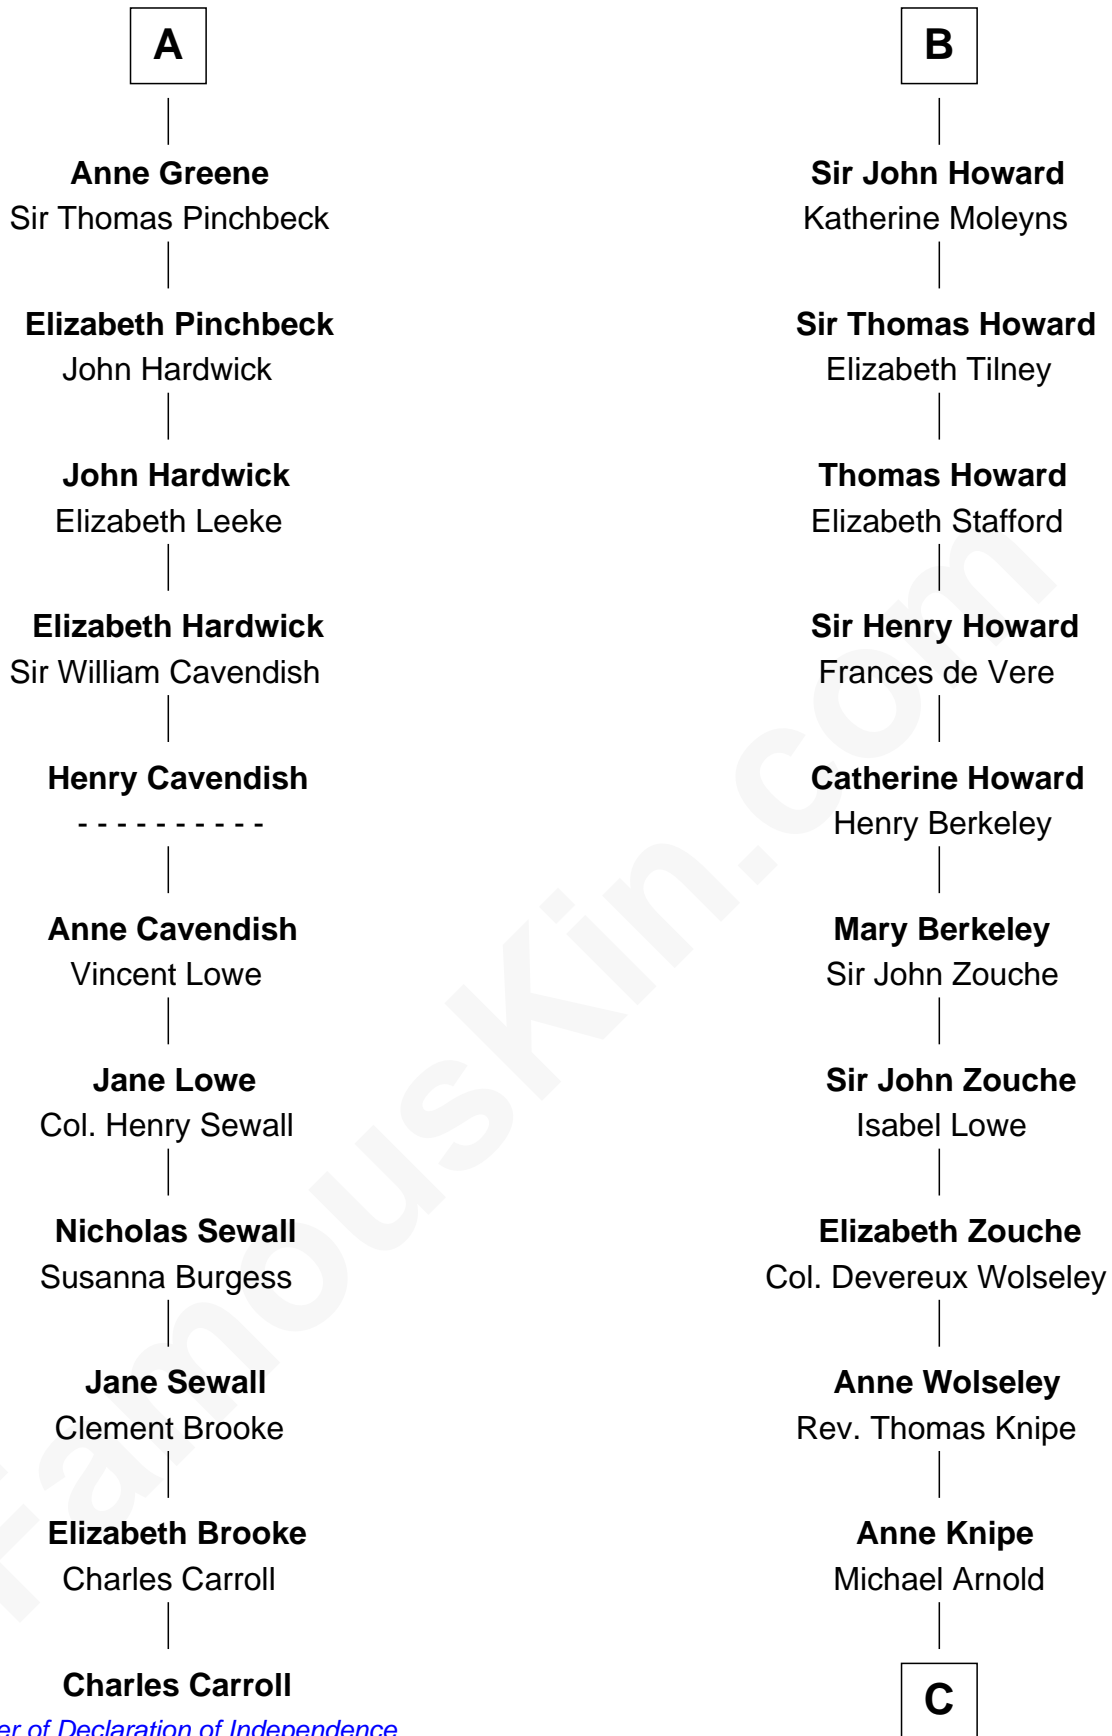 A
Anne Greene
Sir Thomas Pinchbeck
Elizabeth Pinchbeck
John Hardwick
John Hardwick
Elizabeth Leeke
Elizabeth Hardwick
Sir William Cavendish
Henry Cavendish
- - - - - - - - - -
Anne Cavendish
Vincent Lowe
Jane Lowe
Col. Henry Sewall
Nicholas Sewall
Susanna Burgess
Jane Sewall
Clement Brooke
Elizabeth Brooke
Charles Carroll
Charles Carroll
er of Declaration of Independence
B
Sir John Howard
Katherine Moleyns
Sir Thomas Howard
Elizabeth Tilney
Thomas Howard
Elizabeth Stafford
Sir Henry Howard
Frances de Vere
Catherine Howard
Henry Berkeley
Mary Berkeley
Sir John Zouche
Sir John Zouche
Isabel Lowe
Elizabeth Zouche
Col. Devereux Wolseley
Anne Wolseley
Rev. Thomas Knipe
Anne Knipe
Michael Arnold
C
FamousKin.com